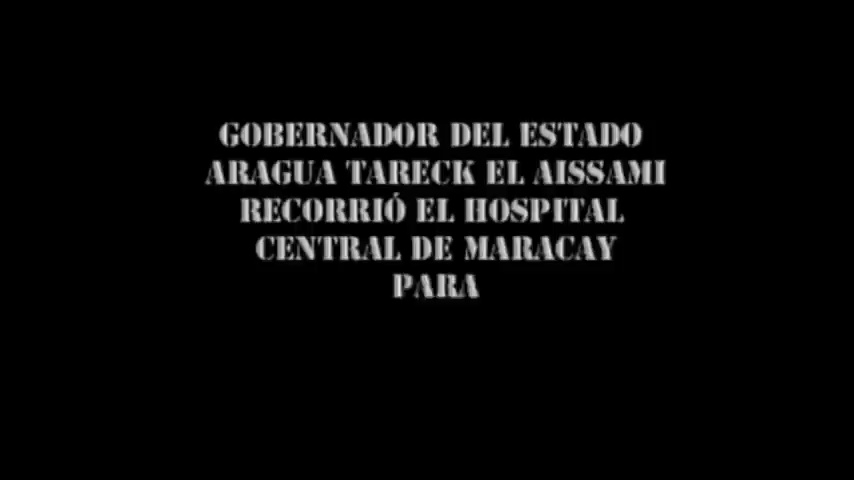 GOBERNADOR DEL ESTADO
ARAGUA TARECK EL AISSAMI
RECORRIÓ EL HOSPITAL
CENTRAL DE MARACAY
PARA